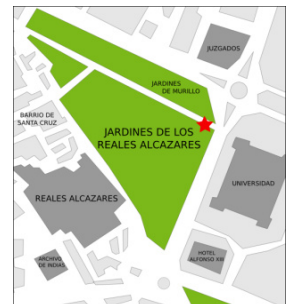 JUZGADOS
JARDINES
DE MURILLO
BARRIO DE
SANTA CRUZ
JARDINES DE LOS
REALES ALCAZARES
UNIVERSIDAD
REALES ALCAZARES
ARCHIVO
DE INDIAS
HOTEL
ALFONSO XIII